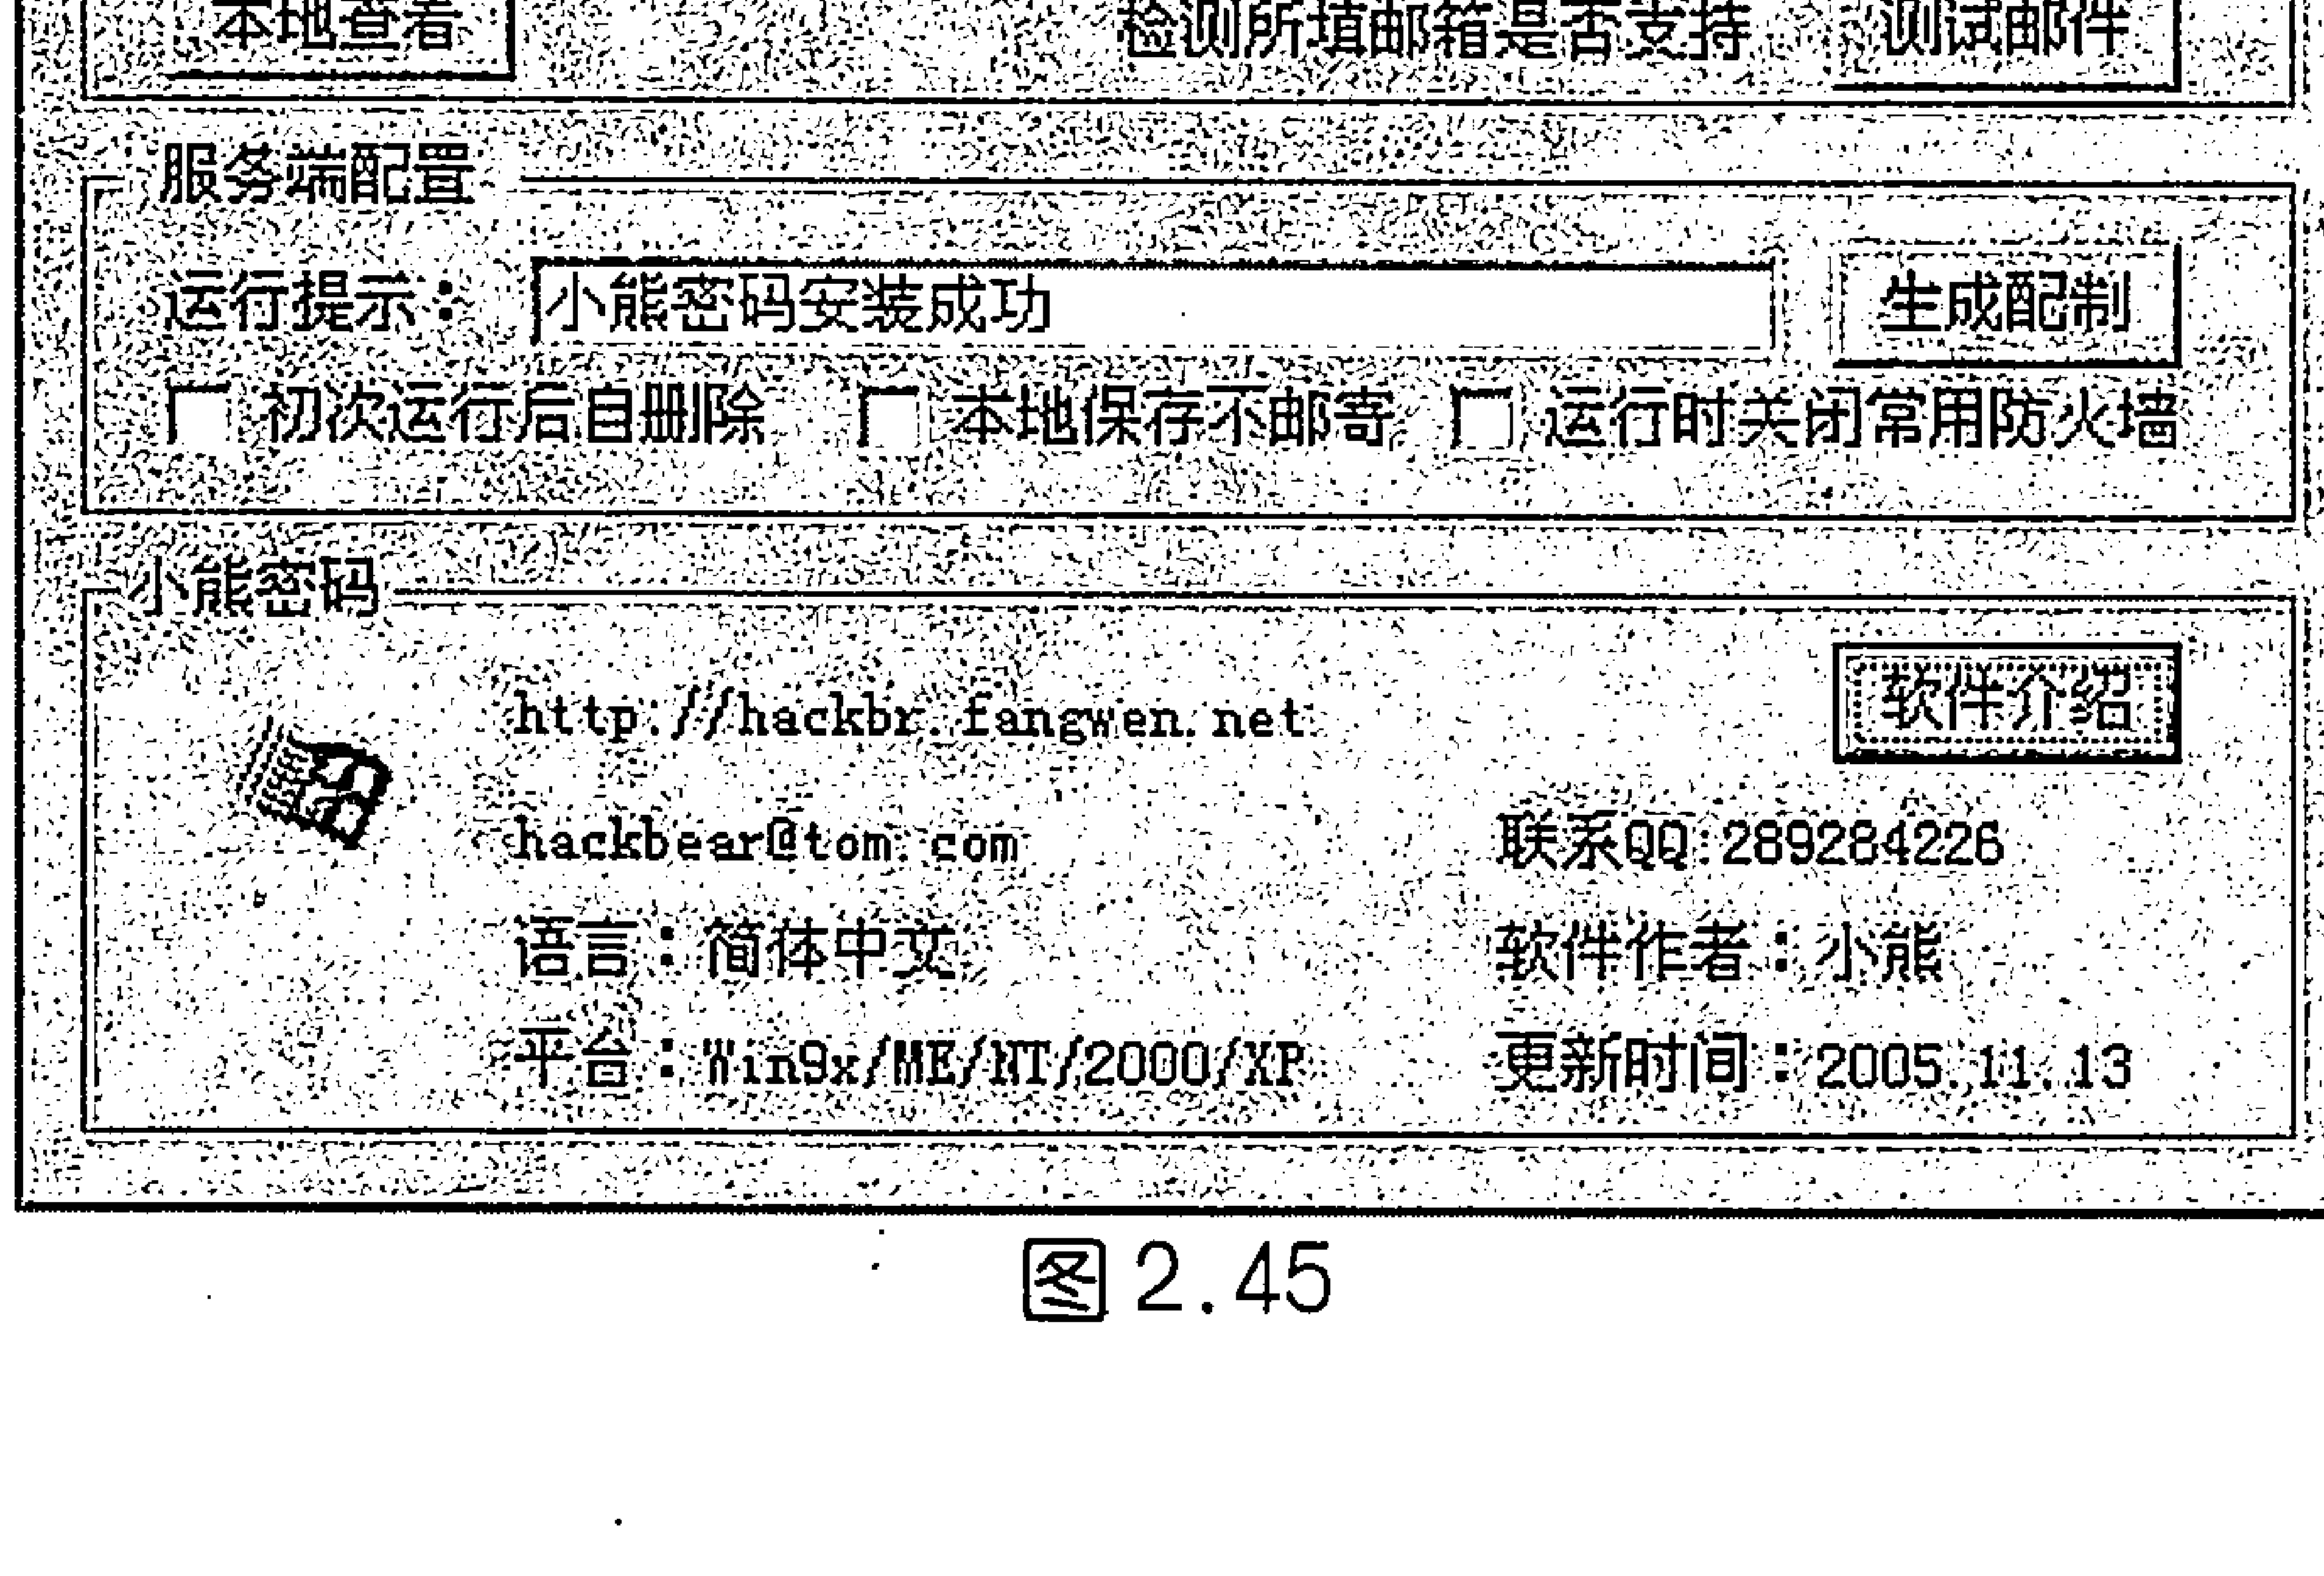 本地查看 检测所填邮箱是否支持 测试邮件
服务端配置
运行提示： 小熊密码安装成功 生成配制
初次运行后自删除 本地保存不邮寄 运行时关闭常用防火墙
小熊密码
http://hackbr.fangwen.net 软件介绍
hackbear@tom.com 联系QQ:289284226
语言：简体中文 软件作者：小熊
平台：Win9x/ME/NT/2000/XP 更新时间：2005.11.13
图2.45